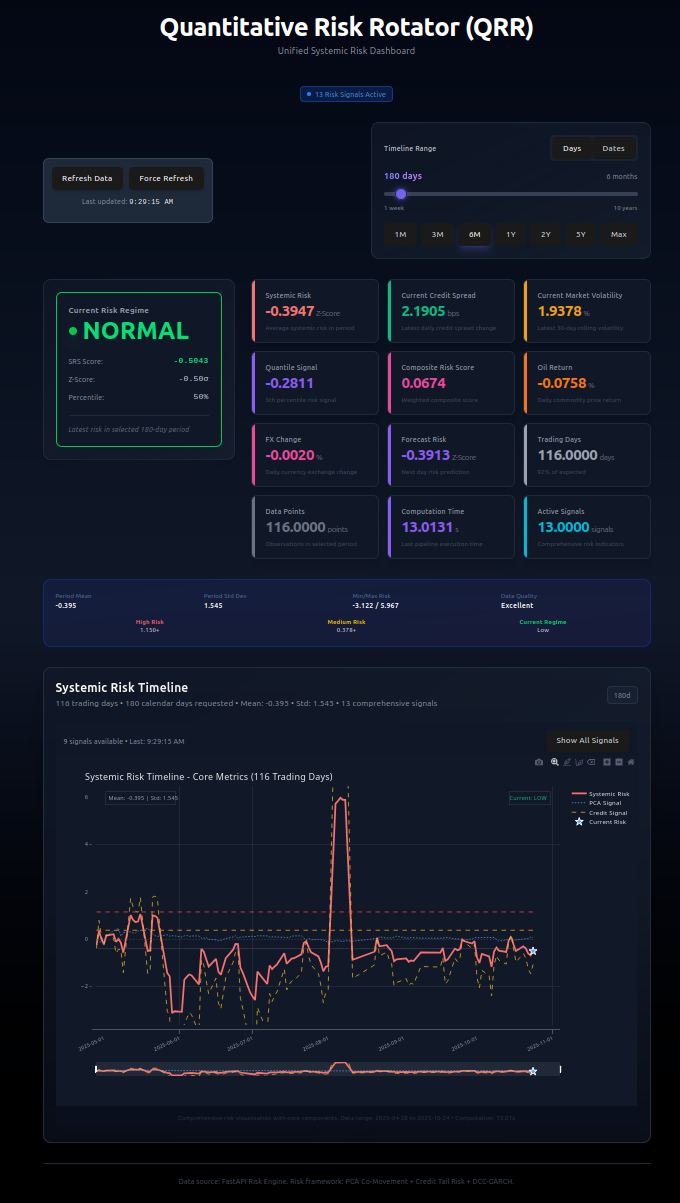 Quantitative Risk Rotator (QRR)
Unified Systemic Risk Dashboard
13 Risk Signals Active
Refresh Data Force Refresh
Last updated: 9:29:15 AM
Timeline Range Days Dates
180 days 6 months
1 week 10 years
1M 3M 6M 1Y 2Y 5Y Max
Current Risk Regime
NORMAL
SRS Score: -0.5043
Z-Score: -0.50σ
Percentile: 50%
Latest risk in selected 180-day period
Systemic Risk
-0.3947 Z-Score
Average systemic risk in period
Current Credit Spread
2.1905 bps
Latest daily credit spread change
Current Market Volatility
1.9378 %
Latest 30-day rolling volatility
Quantile Signal
-0.2811
5th percentile risk signal
Composite Risk Score
0.0674
Weighted composite score
Oil Return
-0.0758 %
Daily commodity price return
FX Change
-0.0020 %
Daily currency exchange change
Forecast Risk
-0.3913 Z-Score
Next day risk prediction
Trading Days
116.0000 days
92% of expected
Data Points
116.0000 points
Observations in selected period
Computation Time
13.0131 s
Last pipeline execution time
Active Signals
13.0000 signals
Comprehensive risk indicators
Period Mean Period Std Dev Min/Max Risk Data Quality
-0.395 1.545 -3.122 / 5.967 Excellent
High Risk Medium Risk Current Regime
1.150+ 0.378+ Low
Systemic Risk Timeline
116 trading days • 180 calendar days requested • Mean: -0.395 • Std: 1.545 • 13 comprehensive signals
180d
9 signals available • Last: 9:29:15 AM
Show All Signals
Systemic Risk Timeline - Core Metrics (116 Trading Days)
Mean: -0.395 | Std: 1.545
Current: LOW
Systemic Risk
PCA Signal
Credit Signal
Current Risk
6
4
2
0
−2
2025-05-01 2025-06-01 2025-07-01 2025-08-01 2025-09-01 2025-10-01 2025-11-01
Comprehensive risk visualization with core components. Data range: 2025-04-28 to 2025-10-24 • Computation: 13.01s
Data source: FastAPI Risk Engine. Risk framework: PCA Co-Movement + Credit Tail Risk + DCC-GARCH.